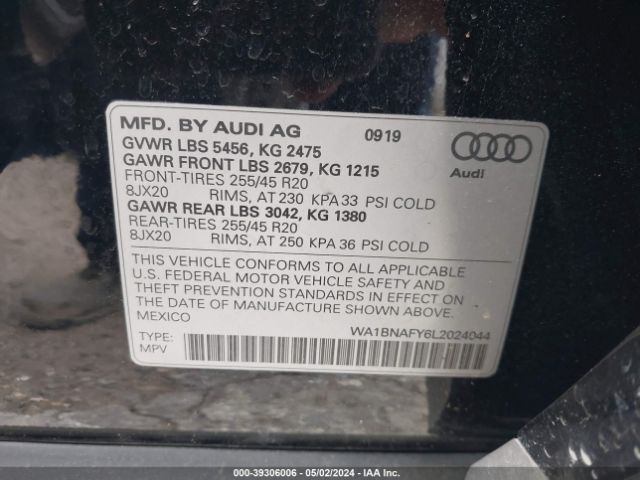 MFD. BY AUDI AG 0919
GVWR LBS 5456, KG 2475
GAWR FRONT LBS 2679, KG 1215
FRONT-TIRES 255/45 R20
8JX20 RIMS, AT 230 KPA 33 PSI COLD
GAWR REAR LBS 3042, KG 1380
REAR-TIRES 255/45 R20
8JX20 RIMS, AT 250 KPA 36 PSI COLD
Audi
THIS VEHICLE CONFORMS TO ALL APPLICABLE
U.S. FEDERAL MOTOR VEHICLE SAFETY AND
THEFT PREVENTION STANDARDS IN EFFECT ON
THE DATE OF MANUFACTURE SHOWN ABOVE.
MEXICO
WA1BNAFY6L2024044
TYPE:
MPV
000-39306006 - 05/02/2024 - IAA Inc.